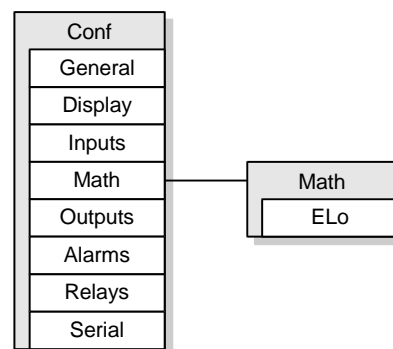 Conf
General
Display
Inputs
Math
Outputs
Alarms
Relays
Serial
Math
ELo